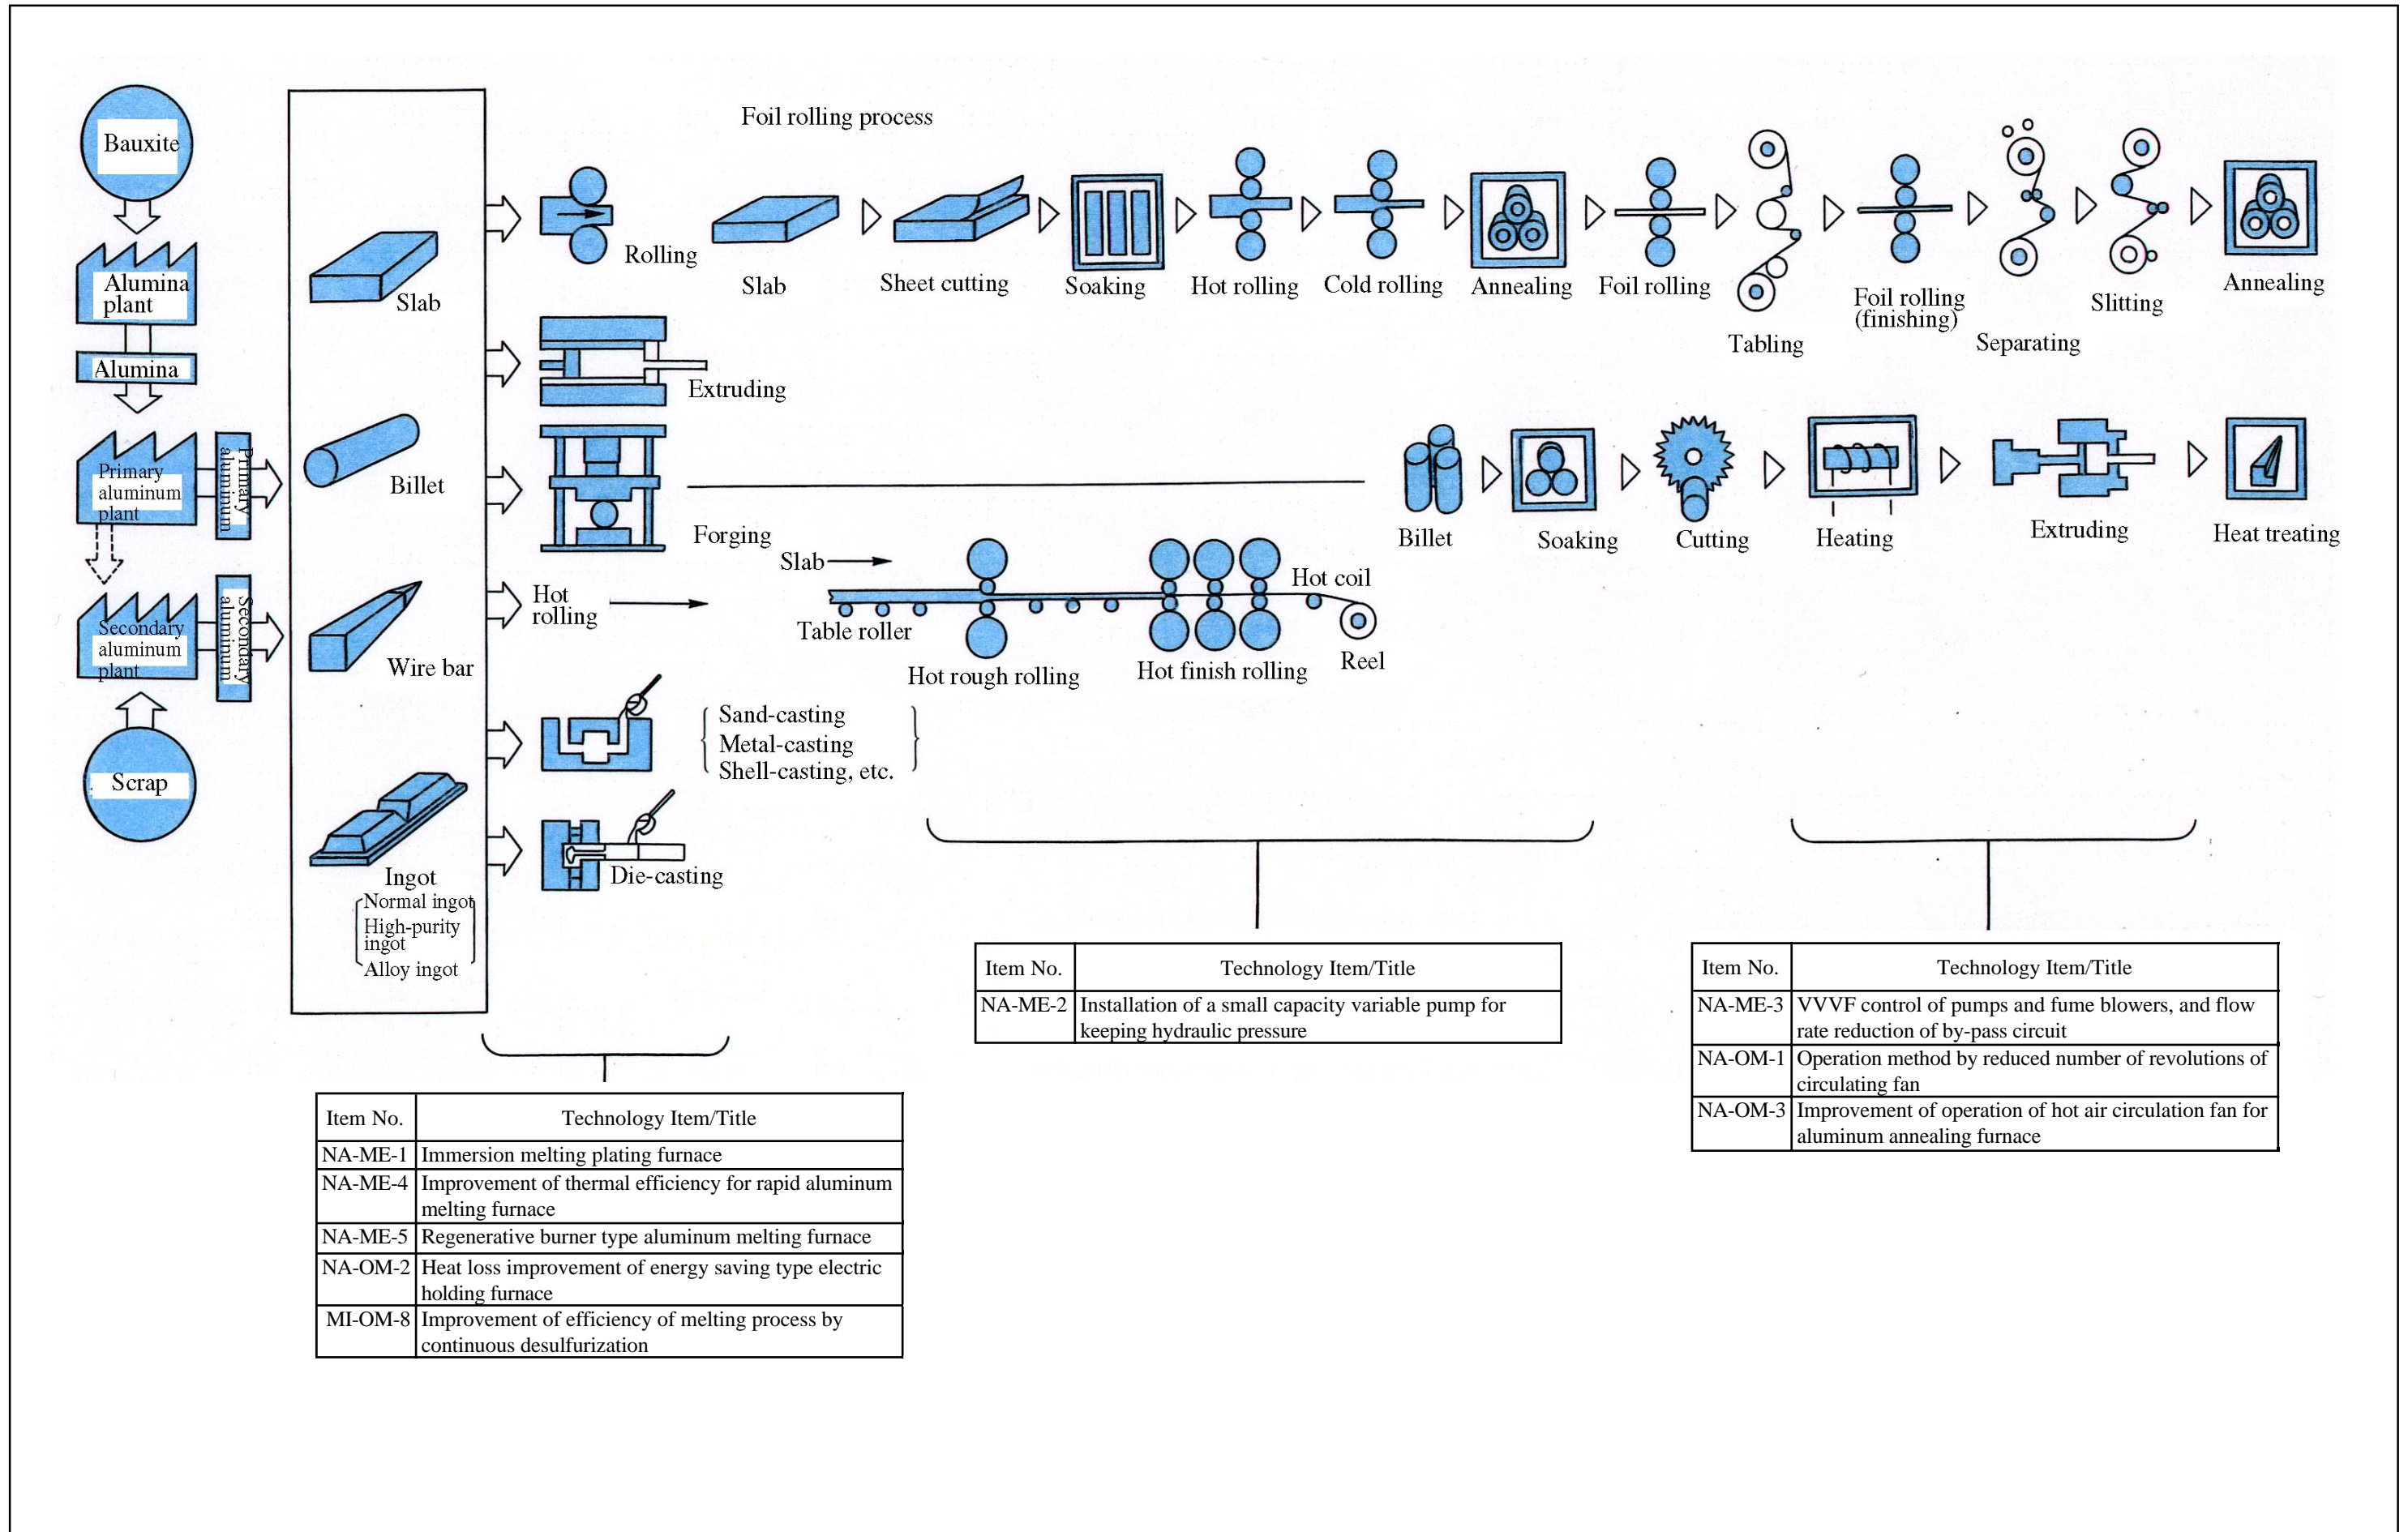 Foil rolling process
Bauxite
Alumina
plant
Alumina
Primary
aluminum
plant
Primary
aluminum
Secondary
aluminum
plant
Secondary
aluminum
Scrap
Slab
Billet
Wire bar
Ingot
Normal ingot
High-purity
ingot
Alloy ingot
Rolling
Extruding
Forging
Hot
rolling
Sand-casting
Metal-casting
Shell-casting, etc.
Die-casting
Slab
Sheet cutting
Soaking
Hot rolling
Cold rolling
Annealing
Foil rolling
Tabling
Foil rolling
(finishing)
Separating
Slitting
Annealing
Billet
Soaking
Cutting
Heating
Extruding
Heat treating
Slab
Table roller
Hot rough rolling
Hot finish rolling
Hot coil
Reel
Item No. Technology Item/Title
NA-ME-1 Immersion melting plating furnace
NA-ME-4 Improvement of thermal efficiency for rapid aluminum
melting furnace
NA-ME-5 Regenerative burner type aluminum melting furnace
NA-OM-2 Heat loss improvement of energy saving type electric
holding furnace
MI-OM-8 Improvement of efficiency of melting process by
continuous desulfurization
Item No. Technology Item/Title
NA-ME-2 Installation of a small capacity variable pump for
keeping hydraulic pressure
Item No. Technology Item/Title
NA-ME-3 VVVF control of pumps and fume blowers, and flow
rate reduction of by-pass circuit
NA-OM-1 Operation method by reduced number of revolutions of
circulating fan
NA-OM-3 Improvement of operation of hot air circulation fan for
aluminum annealing furnace